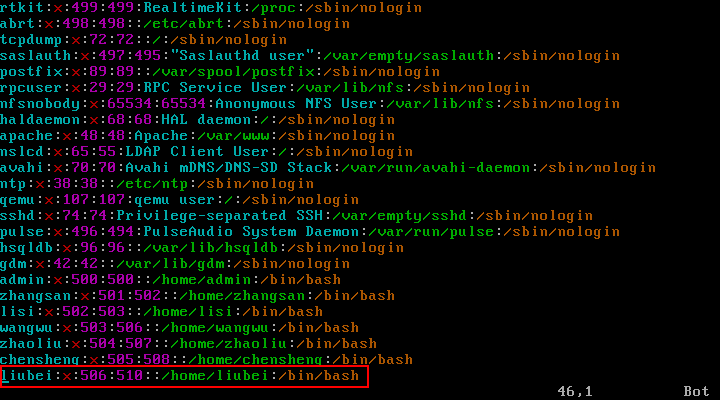 rtkit:x:499:499:RealtimeKit:/proc:/sbin/nologin
abrt:x:498:498::/etc/abrt:/sbin/nologin
tcpdump:x:72:72::/:/sbin/nologin
saslauth:x:497:495:"Saslauthd user":/var/empty/saslauth:/sbin/nologin
postfix:x:89:89::/var/spool/postfix:/sbin/nologin
rpcuser:x:29:29:RPC Service User:/var/lib/nfs:/sbin/nologin
nfsnobody:x:65534:65534:Anonymous NFS User:/var/lib/nfs:/sbin/nologin
haldaemon:x:68:68:HAL daemon:/:/sbin/nologin
apache:x:48:48:Apache:/var/www:/sbin/nologin
nslcd:x:65:55:LDAP Client User:/:/sbin/nologin
avahi:x:70:70:Avahi mDNS/DNS-SD Stack:/var/run/avahi-daemon:/sbin/nologin
ntp:x:38:38::/etc/ntp:/sbin/nologin
qemu:x:107:107:qemu user:/:/sbin/nologin
sshd:x:74:74:Privilege-separated SSH:/var/empty/sshd:/sbin/nologin
pulse:x:496:494:PulseAudio System Daemon:/var/run/pulse:/sbin/nologin
hsqldb:x:96:96::/var/lib/hsqldb:/sbin/nologin
gdm:x:42:42::/var/lib/gdm:/sbin/nologin
admin:x:500:500::/home/admin:/bin/bash
zhangsan:x:501:502::/home/zhangsan:/bin/bash
lisi:x:502:503::/home/lisi:/bin/bash
wangwu:x:503:506::/home/wangwu:/bin/bash
zhaoliu:x:504:507::/home/zhaoliu:/bin/bash
chensheng:x:505:508::/home/chensheng:/bin/bash
liubei:x:506:510::/home/liubei:/bin/bash
46,1 Bot